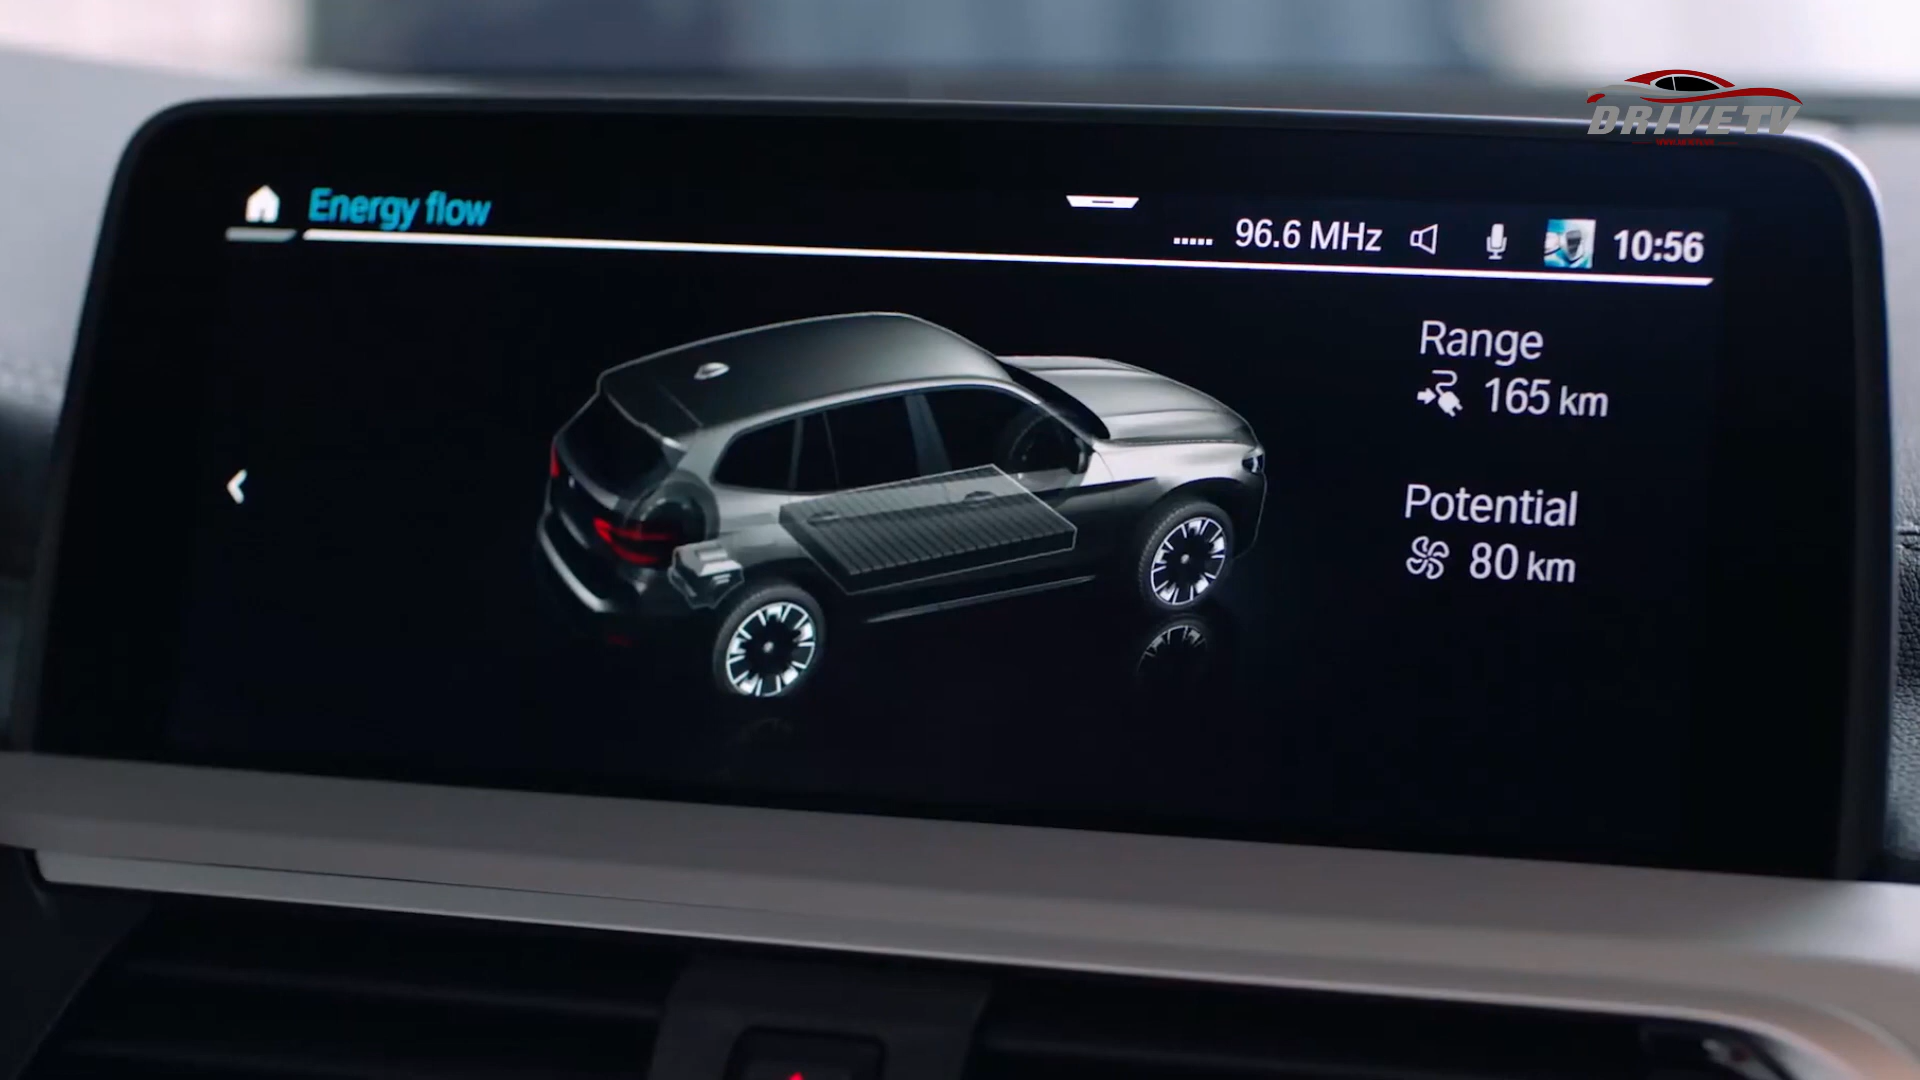 DRIVETV
Energy flow
96.6 MHz
10:56
Range
165 km
Potential
80 km